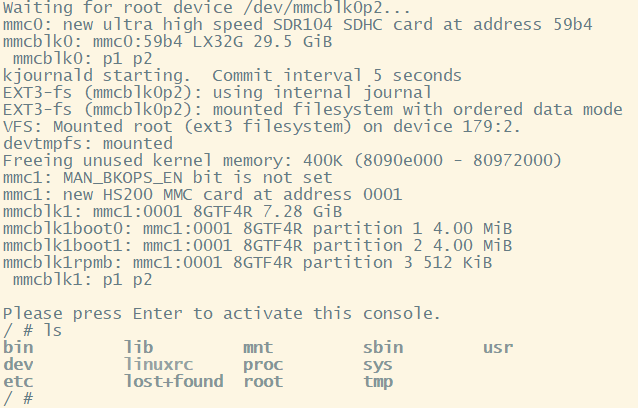 Waiting for root device /dev/mmcblk0p2...
mmc0: new ultra high speed SDR104 SDHC card at address 59b4
mmcblk0: mmc0:59b4 LX32G 29.5 GiB
 mmcblk0: p1 p2
kjournald starting.  Commit interval 5 seconds
EXT3-fs (mmcblk0p2): using internal journal
EXT3-fs (mmcblk0p2): mounted filesystem with ordered data mode
VFS: Mounted root (ext3 filesystem) on device 179:2.
devtmpfs: mounted
Freeing unused kernel memory: 400K (8090e000 - 80972000)
mmc1: MAN_BKOPS_EN bit is not set
mmc1: new HS200 MMC card at address 0001
mmcblk1: mmc1:0001 8GTF4R 7.28 GiB
mmcblk1boot0: mmc1:0001 8GTF4R partition 1 4.00 MiB
mmcblk1boot1: mmc1:0001 8GTF4R partition 2 4.00 MiB
mmcblk1rpmb: mmc1:0001 8GTF4R partition 3 512 KiB
 mmcblk1: p1 p2

Please press Enter to activate this console.
/ # ls
bin         lib         mnt         sbin        usr
dev         linuxrc     proc        sys
etc         lost+found  root        tmp
/ #